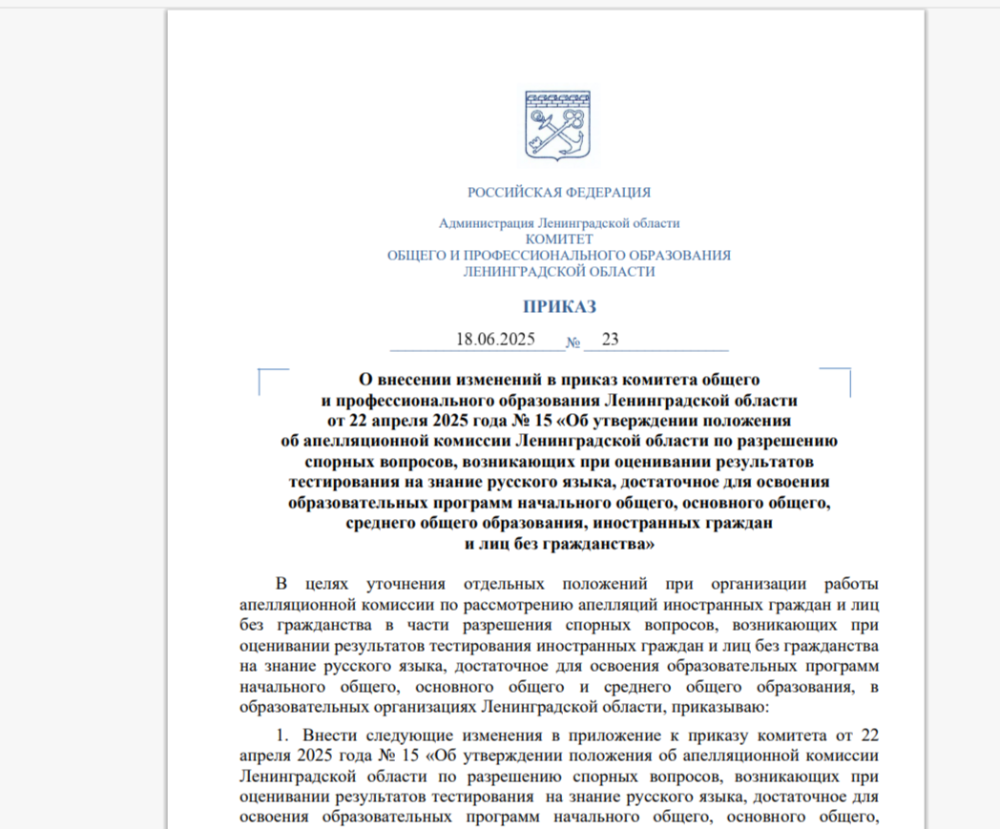 РОССИЙСКАЯ ФЕДЕРАЦИЯ
Администрация Ленинградской области
КОМИТЕТ
ОБЩЕГО И ПРОФЕССИОНАЛЬНОГО ОБРАЗОВАНИЯ
ЛЕНИНГРАДСКОЙ ОБЛАСТИ
ПРИКАЗ
18.06.2025 № 23
О внесении изменений в приказ комитета общего
и профессионального образования Ленинградской области
от 22 апреля 2025 года № 15 «Об утверждении положения
об апелляционной комиссии Ленинградской области по разрешению
спорных вопросов, возникающих при оценивании результатов
тестирования на знание русского языка, достаточное для освоения
образовательных программ начального общего, основного общего,
среднего общего образования, иностранных граждан
и лиц без гражданства»
В целях уточнения отдельных положений при организации работы
апелляционной комиссии по рассмотрению апелляций иностранных граждан и лиц
без гражданства в части разрешения спорных вопросов, возникающих при
оценивании результатов тестирования иностранных граждан и лиц без гражданства
на знание русского языка, достаточное для освоения образовательных программ
начального общего, основного общего и среднего общего образования, в
образовательных организациях Ленинградской области, приказываю:
1. Внести следующие изменения в приложение к приказу комитета от 22
апреля 2025 года № 15 «Об утверждении положения об апелляционной комиссии
Ленинградской области по разрешению спорных вопросов, возникающих при
оценивании результатов тестирования на знание русского языка, достаточное для
освоения образовательных программ начального общего, основного общего,